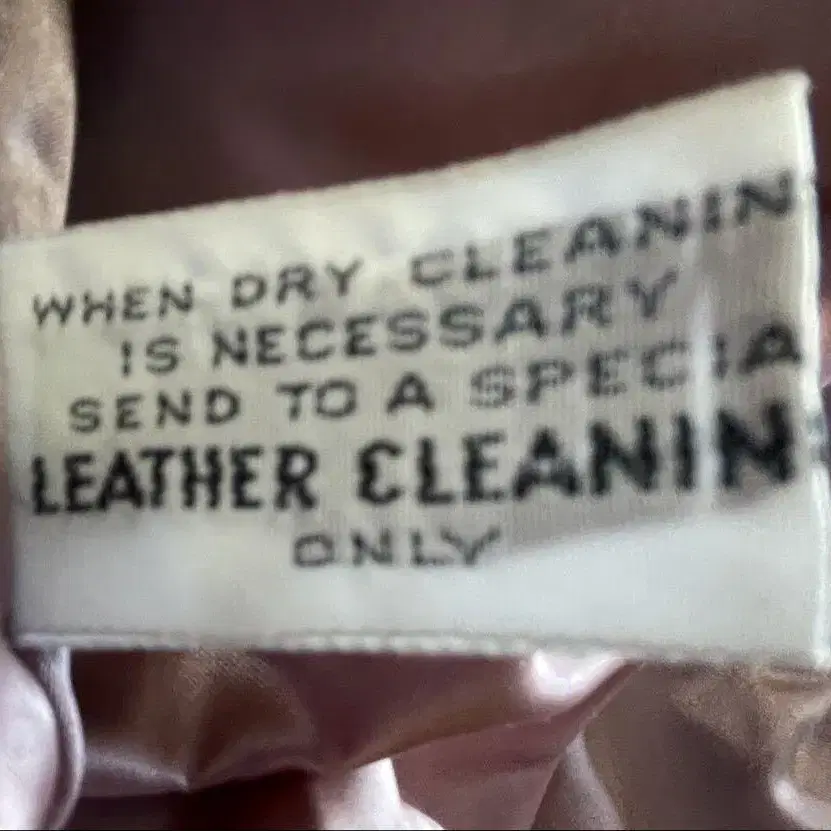 WHEN DRY CLEANIN
IS NECESSARY
SEND TO A SPECIA
LEATHER CLEANIN
ONLY